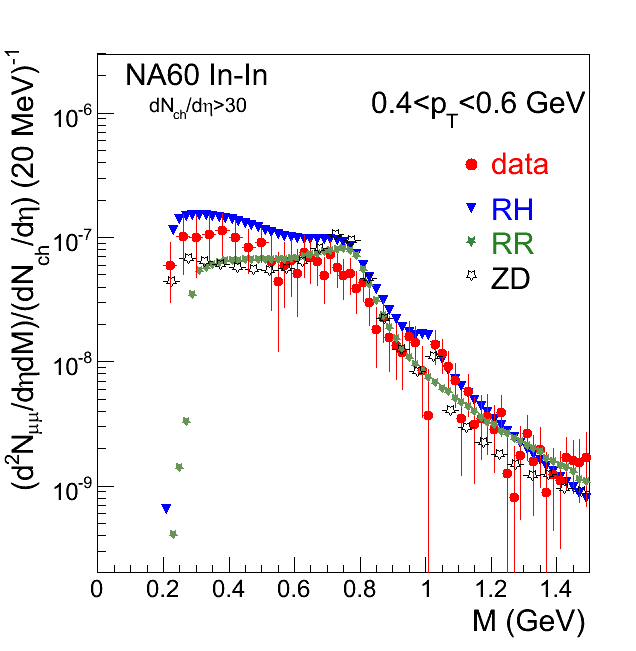 NA60 In-In
dN_ch/dη>30
0.4<p_T<0.6 GeV
data
RH
RR
ZD
(d²N_μμ/dηdM)/(dN_ch/dη) (20 MeV)⁻¹
10⁻⁶
10⁻⁷
10⁻⁸
10⁻⁹
0 0.2 0.4 0.6 0.8 1 1.2 1.4
M (GeV)